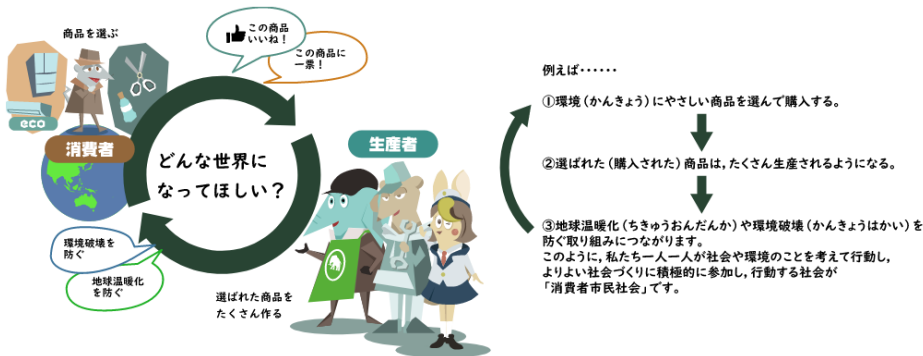 商品を選ぶ
この商品
いいね！
この商品に
一票！
eco
消費者
どんな世界に
なってほしい？
生産者
環境破壊を
防ぐ
地球温暖化
を防ぐ
選ばれた商品を
たくさん作る
例えば……
①環境（かんきょう）にやさしい商品を選んで購入する。
②選ばれた（購入された）商品は，たくさん生産されるようになる。
③地球温暖化（ちきゅうおんだんか）や環境破壊（かんきょうはかい）を
防ぐ取り組みにつながります。
このように，私たち一人一人が社会や環境のことを考えて行動し，
よりよい社会づくりに積極的に参加し，行動する社会が
「消費者市民社会」です。